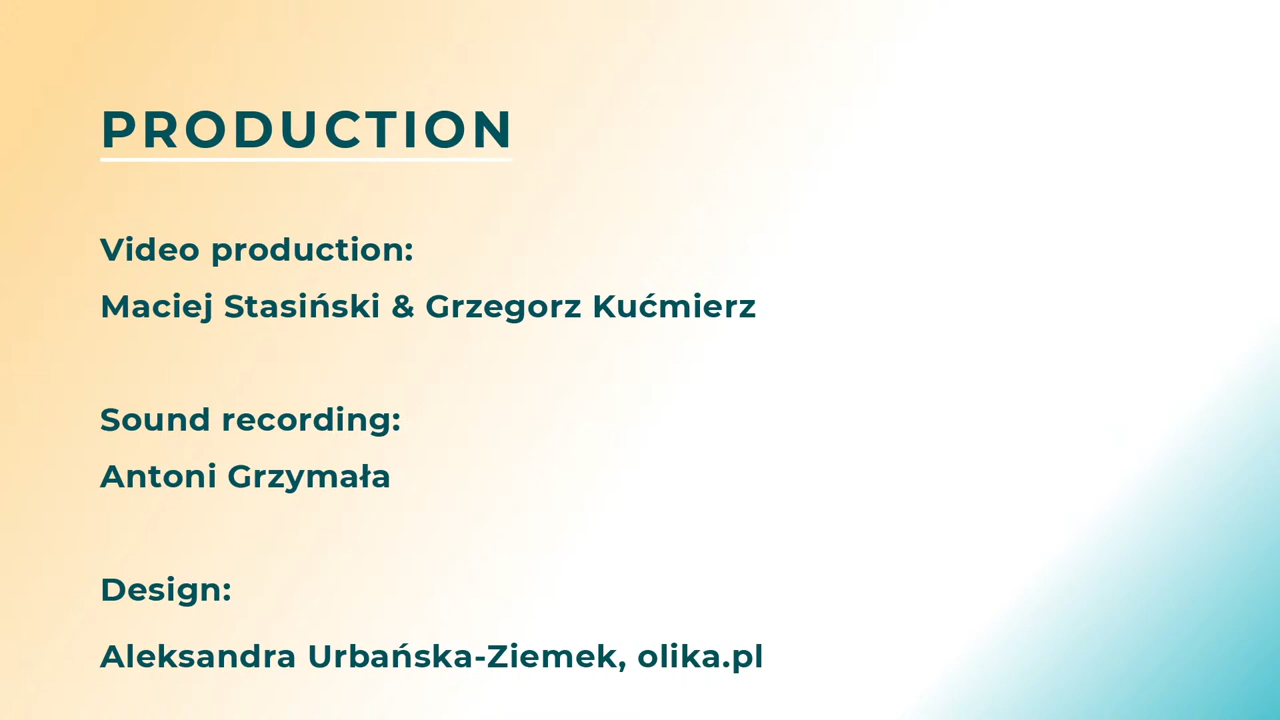 PRODUCTION
Video production:
Maciej Stasiński & Grzegorz Kućmierz
Sound recording:
Antoni Grzymała
Design:
Aleksandra Urbańska-Ziemek, olika.pl